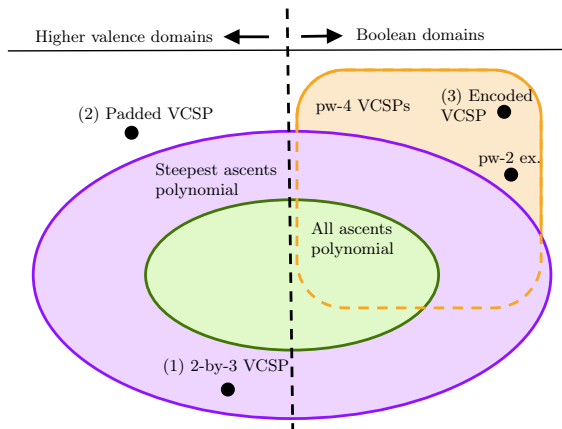 Higher valence domains
Boolean domains
(2) Padded VCSP
pw-4 VCSPs
(3) Encoded
VCSP
pw-2 ex.
Steepest ascents
polynomial
All ascents
polynomial
(1) 2-by-3 VCSP